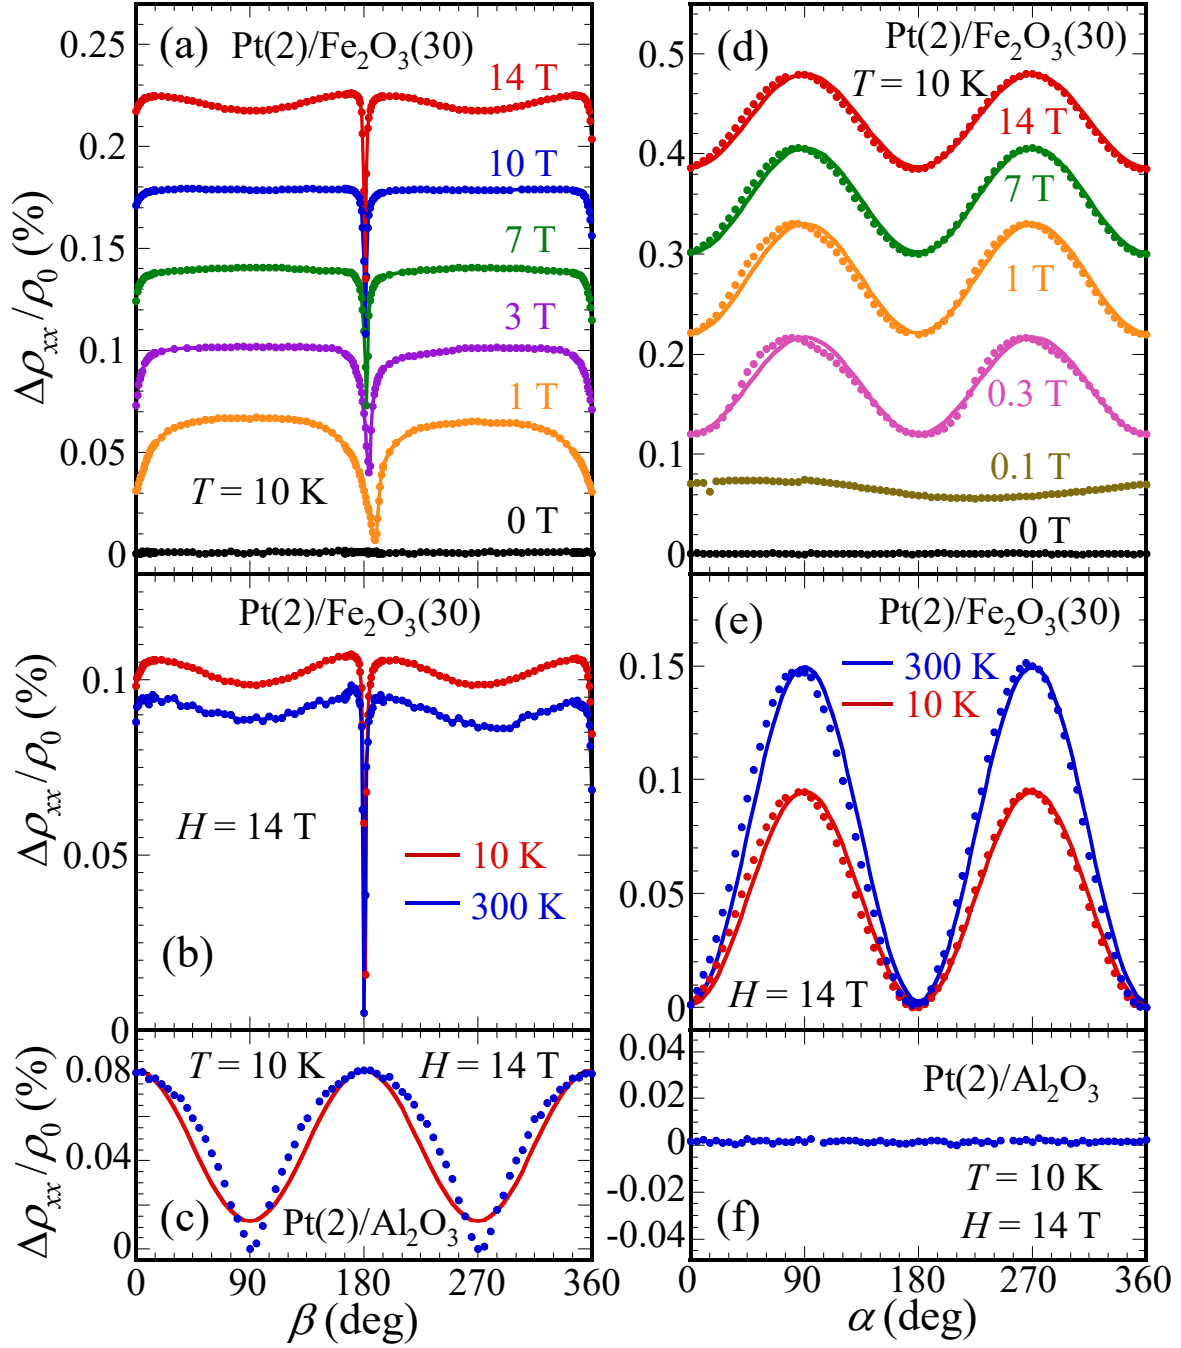 (a) Pt(2)/Fe₂O₃(30)
14 T
10 T
7 T
3 T
1 T
T = 10 K
0 T
0.25
0.2
0.15
0.1
0.05
0
Δρxx/ρ0 (%)
Pt(2)/Fe₂O₃(30)
0.1
0.05
0
Δρxx/ρ0 (%)
H = 14 T
10 K
300 K
(b)
T = 10 K H = 14 T
0.08
0.04
0
Δρxx/ρ0 (%)
(c) Pt(2)/Al₂O₃
0 90 180 270 360
β (deg)
(d) Pt(2)/Fe₂O₃(30)
T = 10 K
14 T
7 T
1 T
0.3 T
0.1 T
0 T
0.5
0.4
0.3
0.2
0.1
0
(e) Pt(2)/Fe₂O₃(30)
300 K
10 K
H = 14 T
0.15
0.1
0.05
0
0.04
0.02
0
-0.02
-0.04
Pt(2)/Al₂O₃
T = 10 K
(f) H = 14 T
0 90 180 270 360
α (deg)